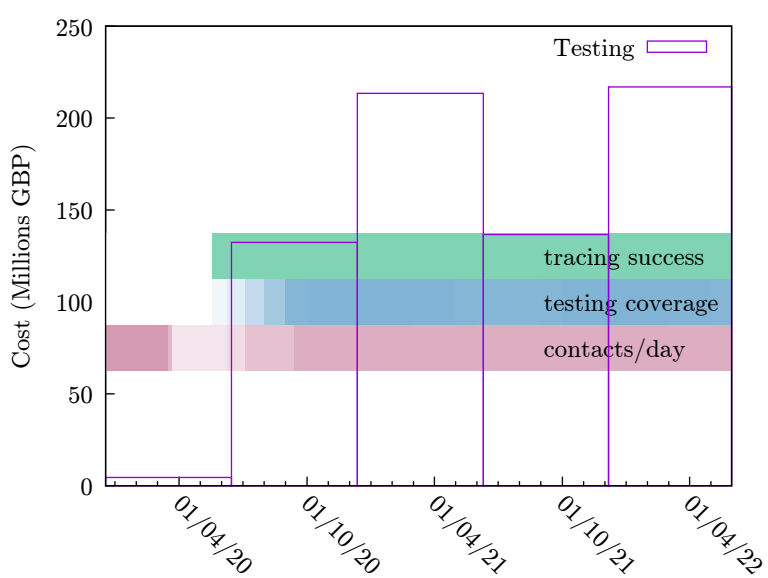 250
200
150
100
50
0
Cost (Millions GBP)
Testing
tracing success
testing coverage
contacts/day
01/04/20
01/10/20
01/04/21
01/10/21
01/04/22